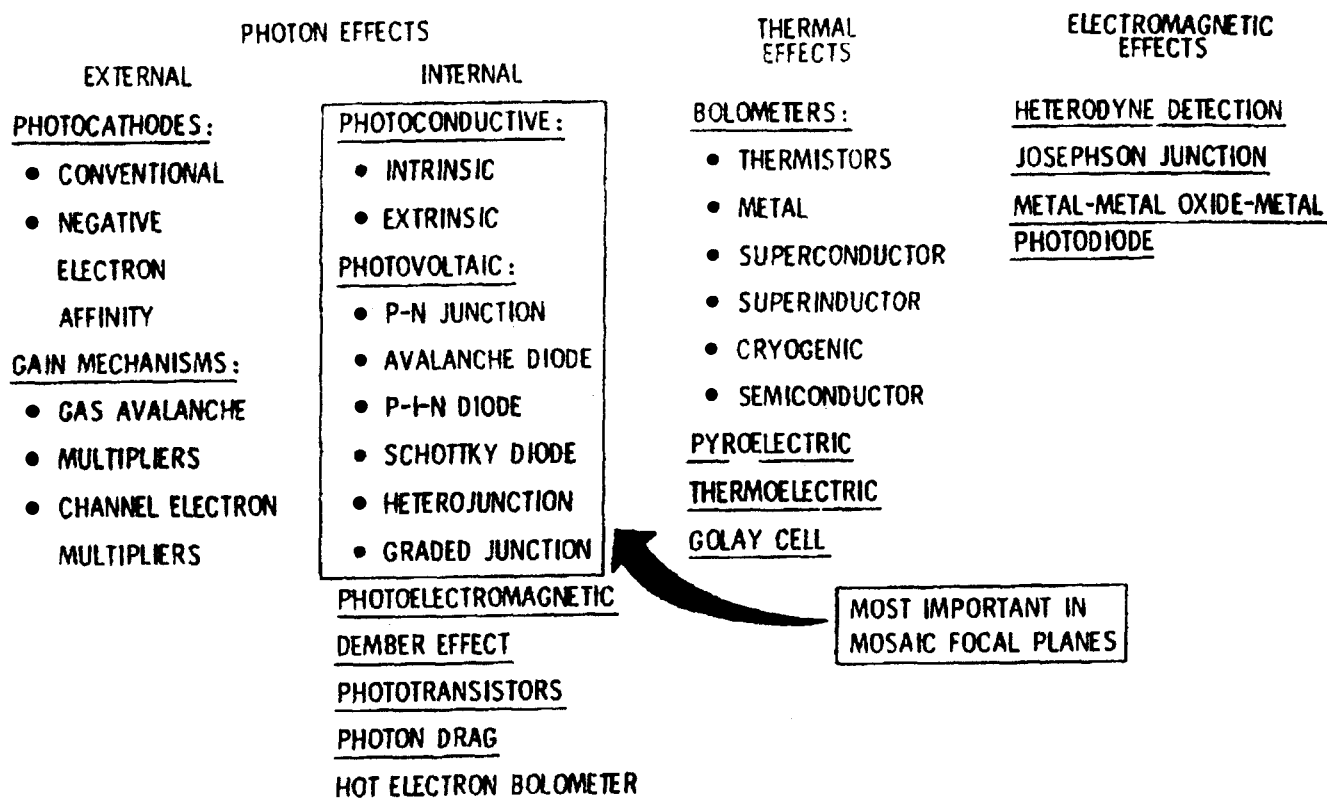 PHOTON EFFECTS
EXTERNAL
PHOTOCATHODES:
• CONVENTIONAL
• NEGATIVE
ELECTRON
AFFINITY
GAIN MECHANISMS:
• GAS AVALANCHE
• MULTIPLIERS
• CHANNEL ELECTRON
MULTIPLIERS
INTERNAL
PHOTOCONDUCTIVE:
• INTRINSIC
• EXTRINSIC
PHOTOVOLTAIC:
• P-N JUNCTION
• AVALANCHE DIODE
• P-I-N DIODE
• SCHOTTKY DIODE
• HETEROJUNCTION
• GRADED JUNCTION
PHOTOELECTROMAGNETIC
DEMBER EFFECT
PHOTOTRANSISTORS
PHOTON DRAG
HOT ELECTRON BOLOMETER
THERMAL
EFFECTS
BOLOMETERS:
• THERMISTORS
• METAL
• SUPERCONDUCTOR
• SUPERINDUCTOR
• CRYOGENIC
• SEMICONDUCTOR
PYROELECTRIC
THERMOELECTRIC
GOLAY CELL
MOST IMPORTANT IN
MOSAIC FOCAL PLANES
ELECTROMAGNETIC
EFFECTS
HETERODYNE DETECTION
JOSEPHSON JUNCTION
METAL-METAL OXIDE-METAL
PHOTODIODE